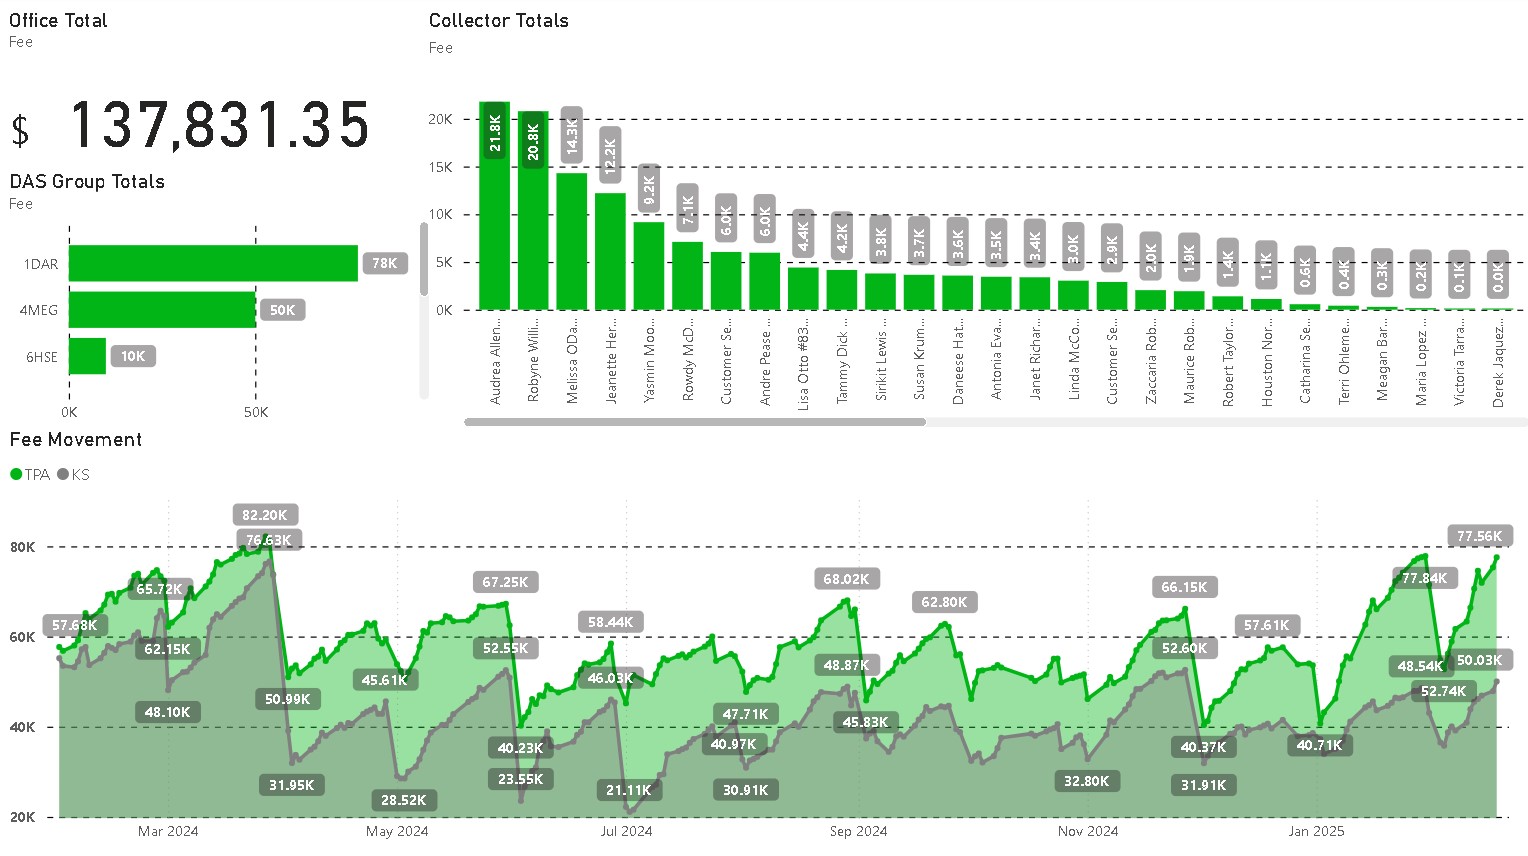 Office Total
Fee
$ 137,831.35
DAS Group Totals
Fee
1DAR
78K
4MEG
50K
6HSE
10K
0K
50K
Collector Totals
Fee
20K
15K
10K
5K
0K
21.8K
20.8K
14.3K
12.2K
9.2K
7.1K
6.0K
6.0K
4.4K
4.2K
3.8K
3.7K
3.6K
3.5K
3.4K
3.0K
2.9K
2.0K
1.9K
1.4K
1.1K
0.6K
0.4K
0.3K
0.2K
0.1K
0.0K
Audrea Allen...
Robyne Willi...
Melissa ODa...
Jeanette Her...
Yasmin Moo...
Rowdy McD...
Customer Se...
Andre Pease ...
Lisa Otto #83...
Tammy Dick ...
Sirikit Lewis ...
Susan Krum...
Daneese Hat...
Antonia Eva...
Janet Richar...
Linda McCo...
Customer Se...
Zaccaria Rob...
Maurice Rob...
Robert Taylor...
Houston Nor...
Catharina Se...
Terri Ohleme...
Meagan Bar...
Maria Lopez ...
Victoria Tarra...
Derek Jaquez...
Fee Movement
TPA KS
80K
60K
40K
20K
57.68K
65.72K
62.15K
48.10K
82.20K
76.63K
50.99K
31.95K
45.61K
28.52K
67.25K
52.55K
40.23K
23.55K
58.44K
46.03K
21.11K
47.71K
40.97K
30.91K
68.02K
48.87K
45.83K
62.80K
32.80K
66.15K
52.60K
40.37K
31.91K
57.61K
40.71K
77.84K
48.54K
52.74K
77.56K
50.03K
Mar 2024
May 2024
Jul 2024
Sep 2024
Nov 2024
Jan 2025